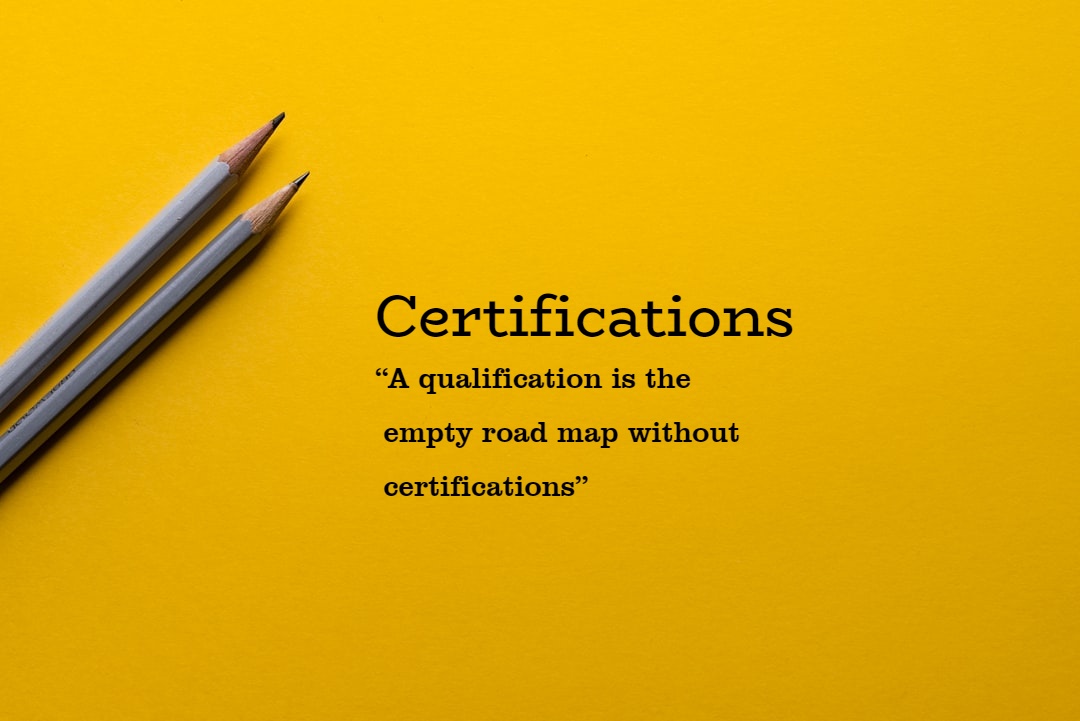 Certifications
“A qualification is the
empty road map without
certifications”